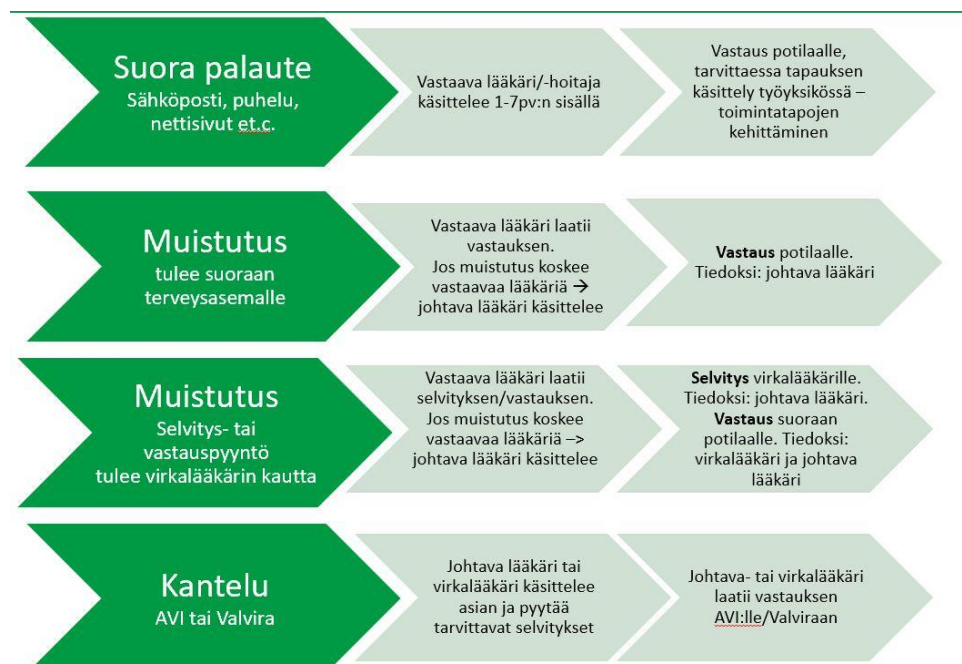 Suora palaute
Sähköposti, puhelu,
nettisivut et.c.
Vastaava lääkäri/-hoitaja
käsittelee 1-7pv:n sisällä
Vastaus potilaalle,
tarvittaessa tapauksen
käsittely työyksikössä –
toimintatapojen
kehittäminen
Muistutus
tulee suoraan
terveysasemalle
Vastaava lääkäri laatii
vastauksen.
Jos muistutus koskee
vastaavaa lääkäriä →
johtava lääkäri käsittelee
Vastaus potilaalle.
Tiedoksi: johtava lääkäri
Muistutus
Selvitys- tai
vastauspyyntö
tulee virkalääkärin kautta
Vastaava lääkäri laatii
selvityksen/vastauksen.
Jos muistutus koskee
vastaavaa lääkäriä –>
johtava lääkäri käsittelee
Selvitys virkalääkärille.
Tiedoksi: johtava lääkäri.
Vastaus suoraan
potilaalle. Tiedoksi:
virkalääkäri ja johtava
lääkäri
Kantelu
AVI tai Valvira
Johtava lääkäri tai
virkalääkäri käsittelee
asian ja pyytää
tarvittavat selvitykset
Johtava- tai virkalääkäri
laatii vastauksen
AVI:lle/Valviraan